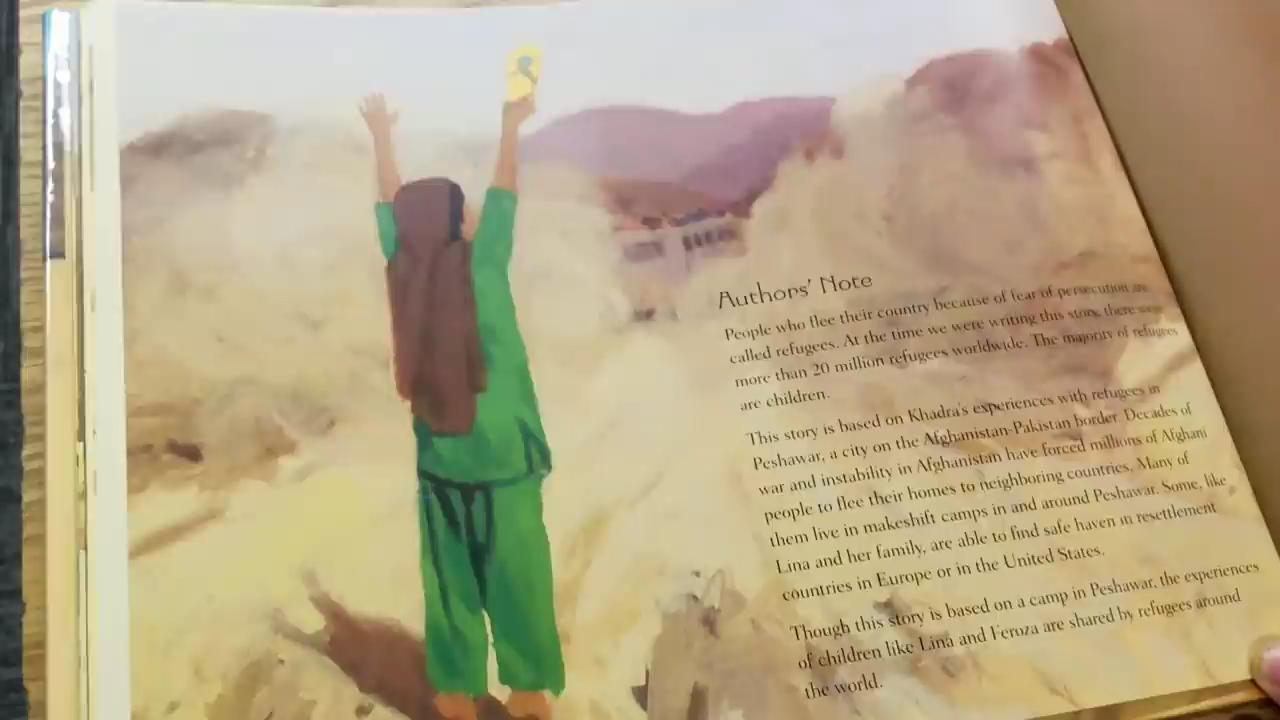 Authors' Note
People who flee their country because of fear of persecution are
called refugees. At the time we were writing this story, there were
more than 20 million refugees worldwide. The majority of refugees
are children.
This story is based on Khadra's experiences with refugees in
Peshawar, a city on the Afghanistan-Pakistan border. Decades of
war and instability in Afghanistan have forced millions of Afghani
people to flee their homes to neighboring countries. Many of
them live in makeshift camps in and around Peshawar. Some, like
Lina and her family, are able to find safe haven in resettlement
countries in Europe or in the United States.
Though this story is based on a camp in Peshawar, the experiences
of children like Lina and Feroza are shared by refugees around
the world.